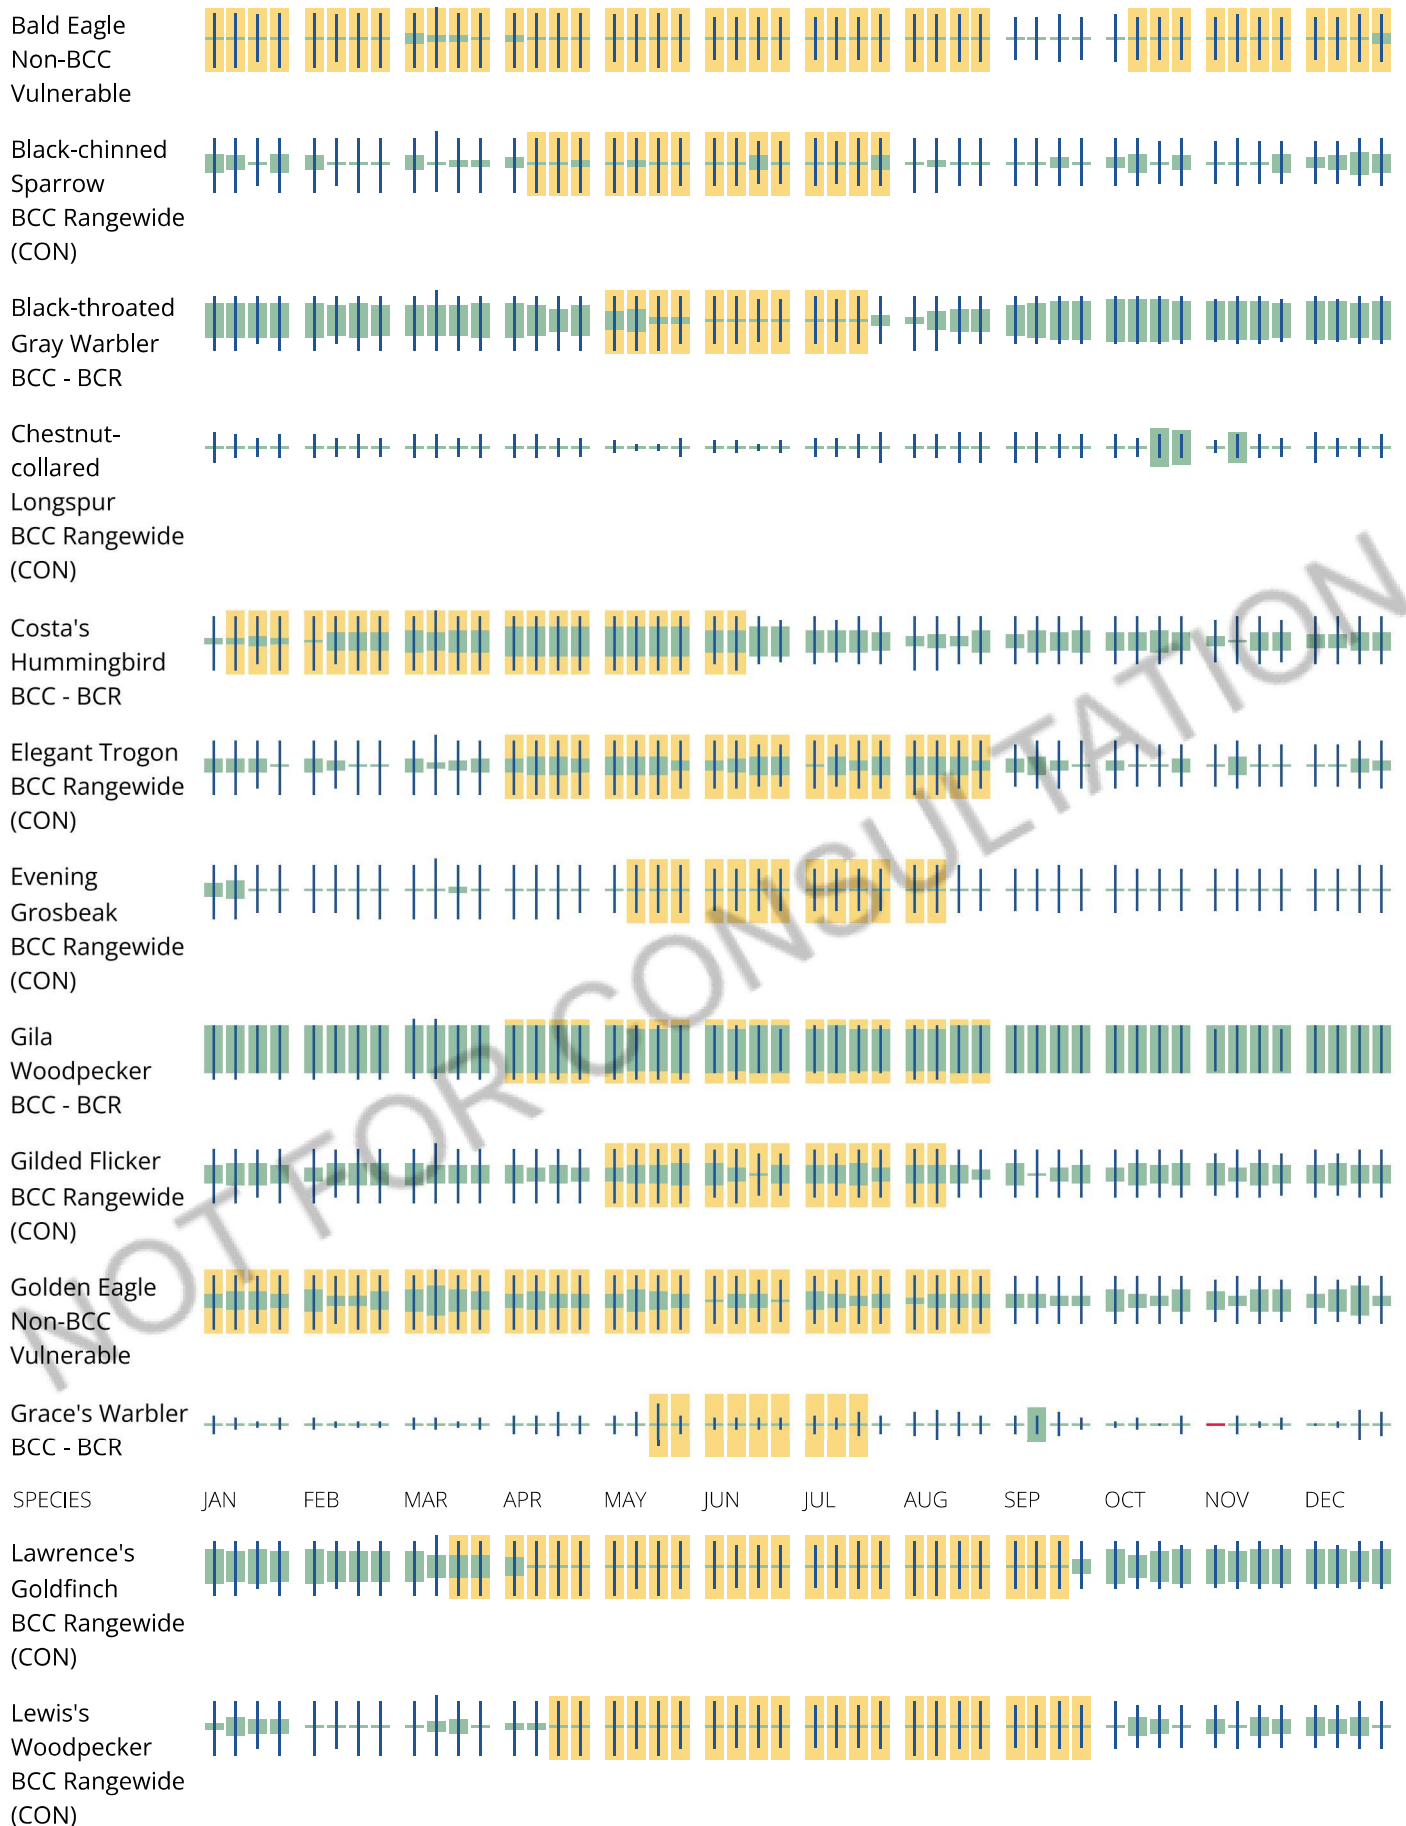 Bald Eagle
Non-BCC
Vulnerable
Black-chinned
Sparrow
BCC Rangewide
(CON)
Black-throated
Gray Warbler
BCC - BCR
Chestnut-
collared
Longspur
BCC Rangewide
(CON)
Costa's
Hummingbird
BCC - BCR
Elegant Trogon
BCC Rangewide
(CON)
Evening
Grosbeak
BCC Rangewide
(CON)
Gila
Woodpecker
BCC - BCR
Gilded Flicker
BCC Rangewide
(CON)
Golden Eagle
Non-BCC
Vulnerable
Grace's Warbler
BCC - BCR
SPECIES JAN FEB MAR APR MAY JUN JUL AUG SEP OCT NOV DEC
Lawrence's
Goldfinch
BCC Rangewide
(CON)
Lewis's
Woodpecker
BCC Rangewide
(CON)
NOT FOR CONSULTATION